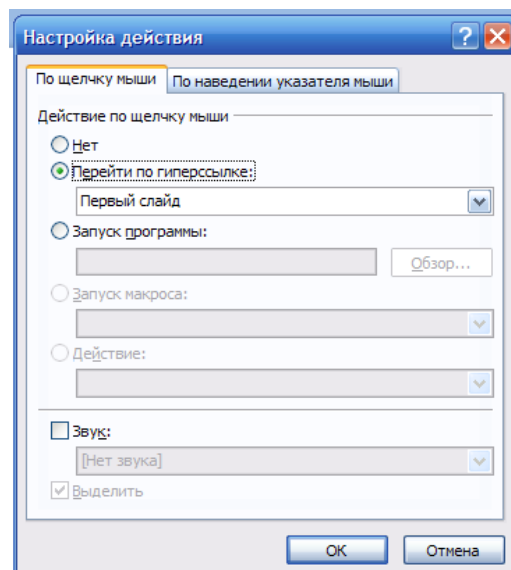 Настройка действия
По щелчку мыши По наведении указателя мыши
Действие по щелчку мыши
Нет
Перейти по гиперссылке:
Первый слайд
Запуск программы:
Обзор...
Запуск макроса:
Действие:
Звук:
[Нет звука]
Выделить
ОК Отмена